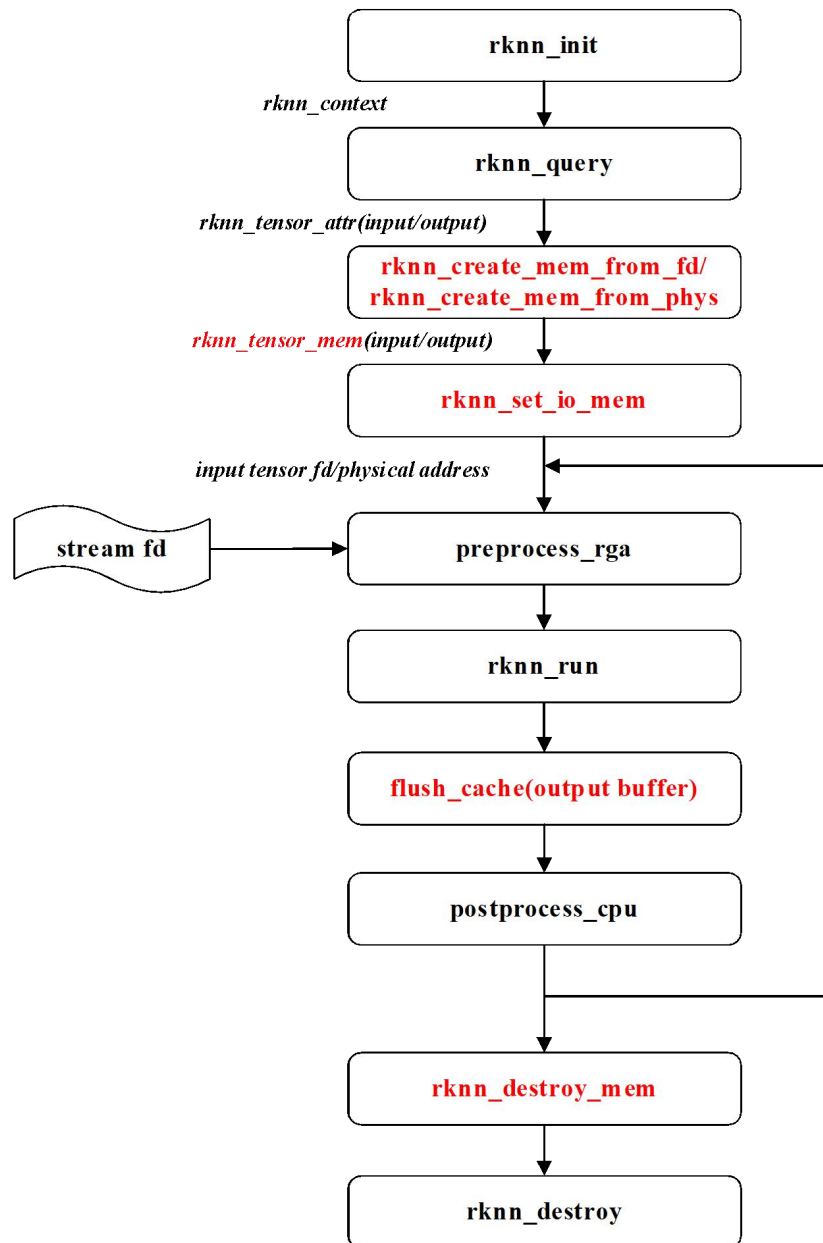 rknn_init
rknn_context
rknn_query
rknn_tensor_attr(input/output)
rknn_create_mem_from_fd/
rknn_create_mem_from_phys
rknn_tensor_mem(input/output)
rknn_set_io_mem
input tensor fd/physical address
stream fd
preprocess_rga
rknn_run
flush_cache(output buffer)
postprocess_cpu
rknn_destroy_mem
rknn_destroy